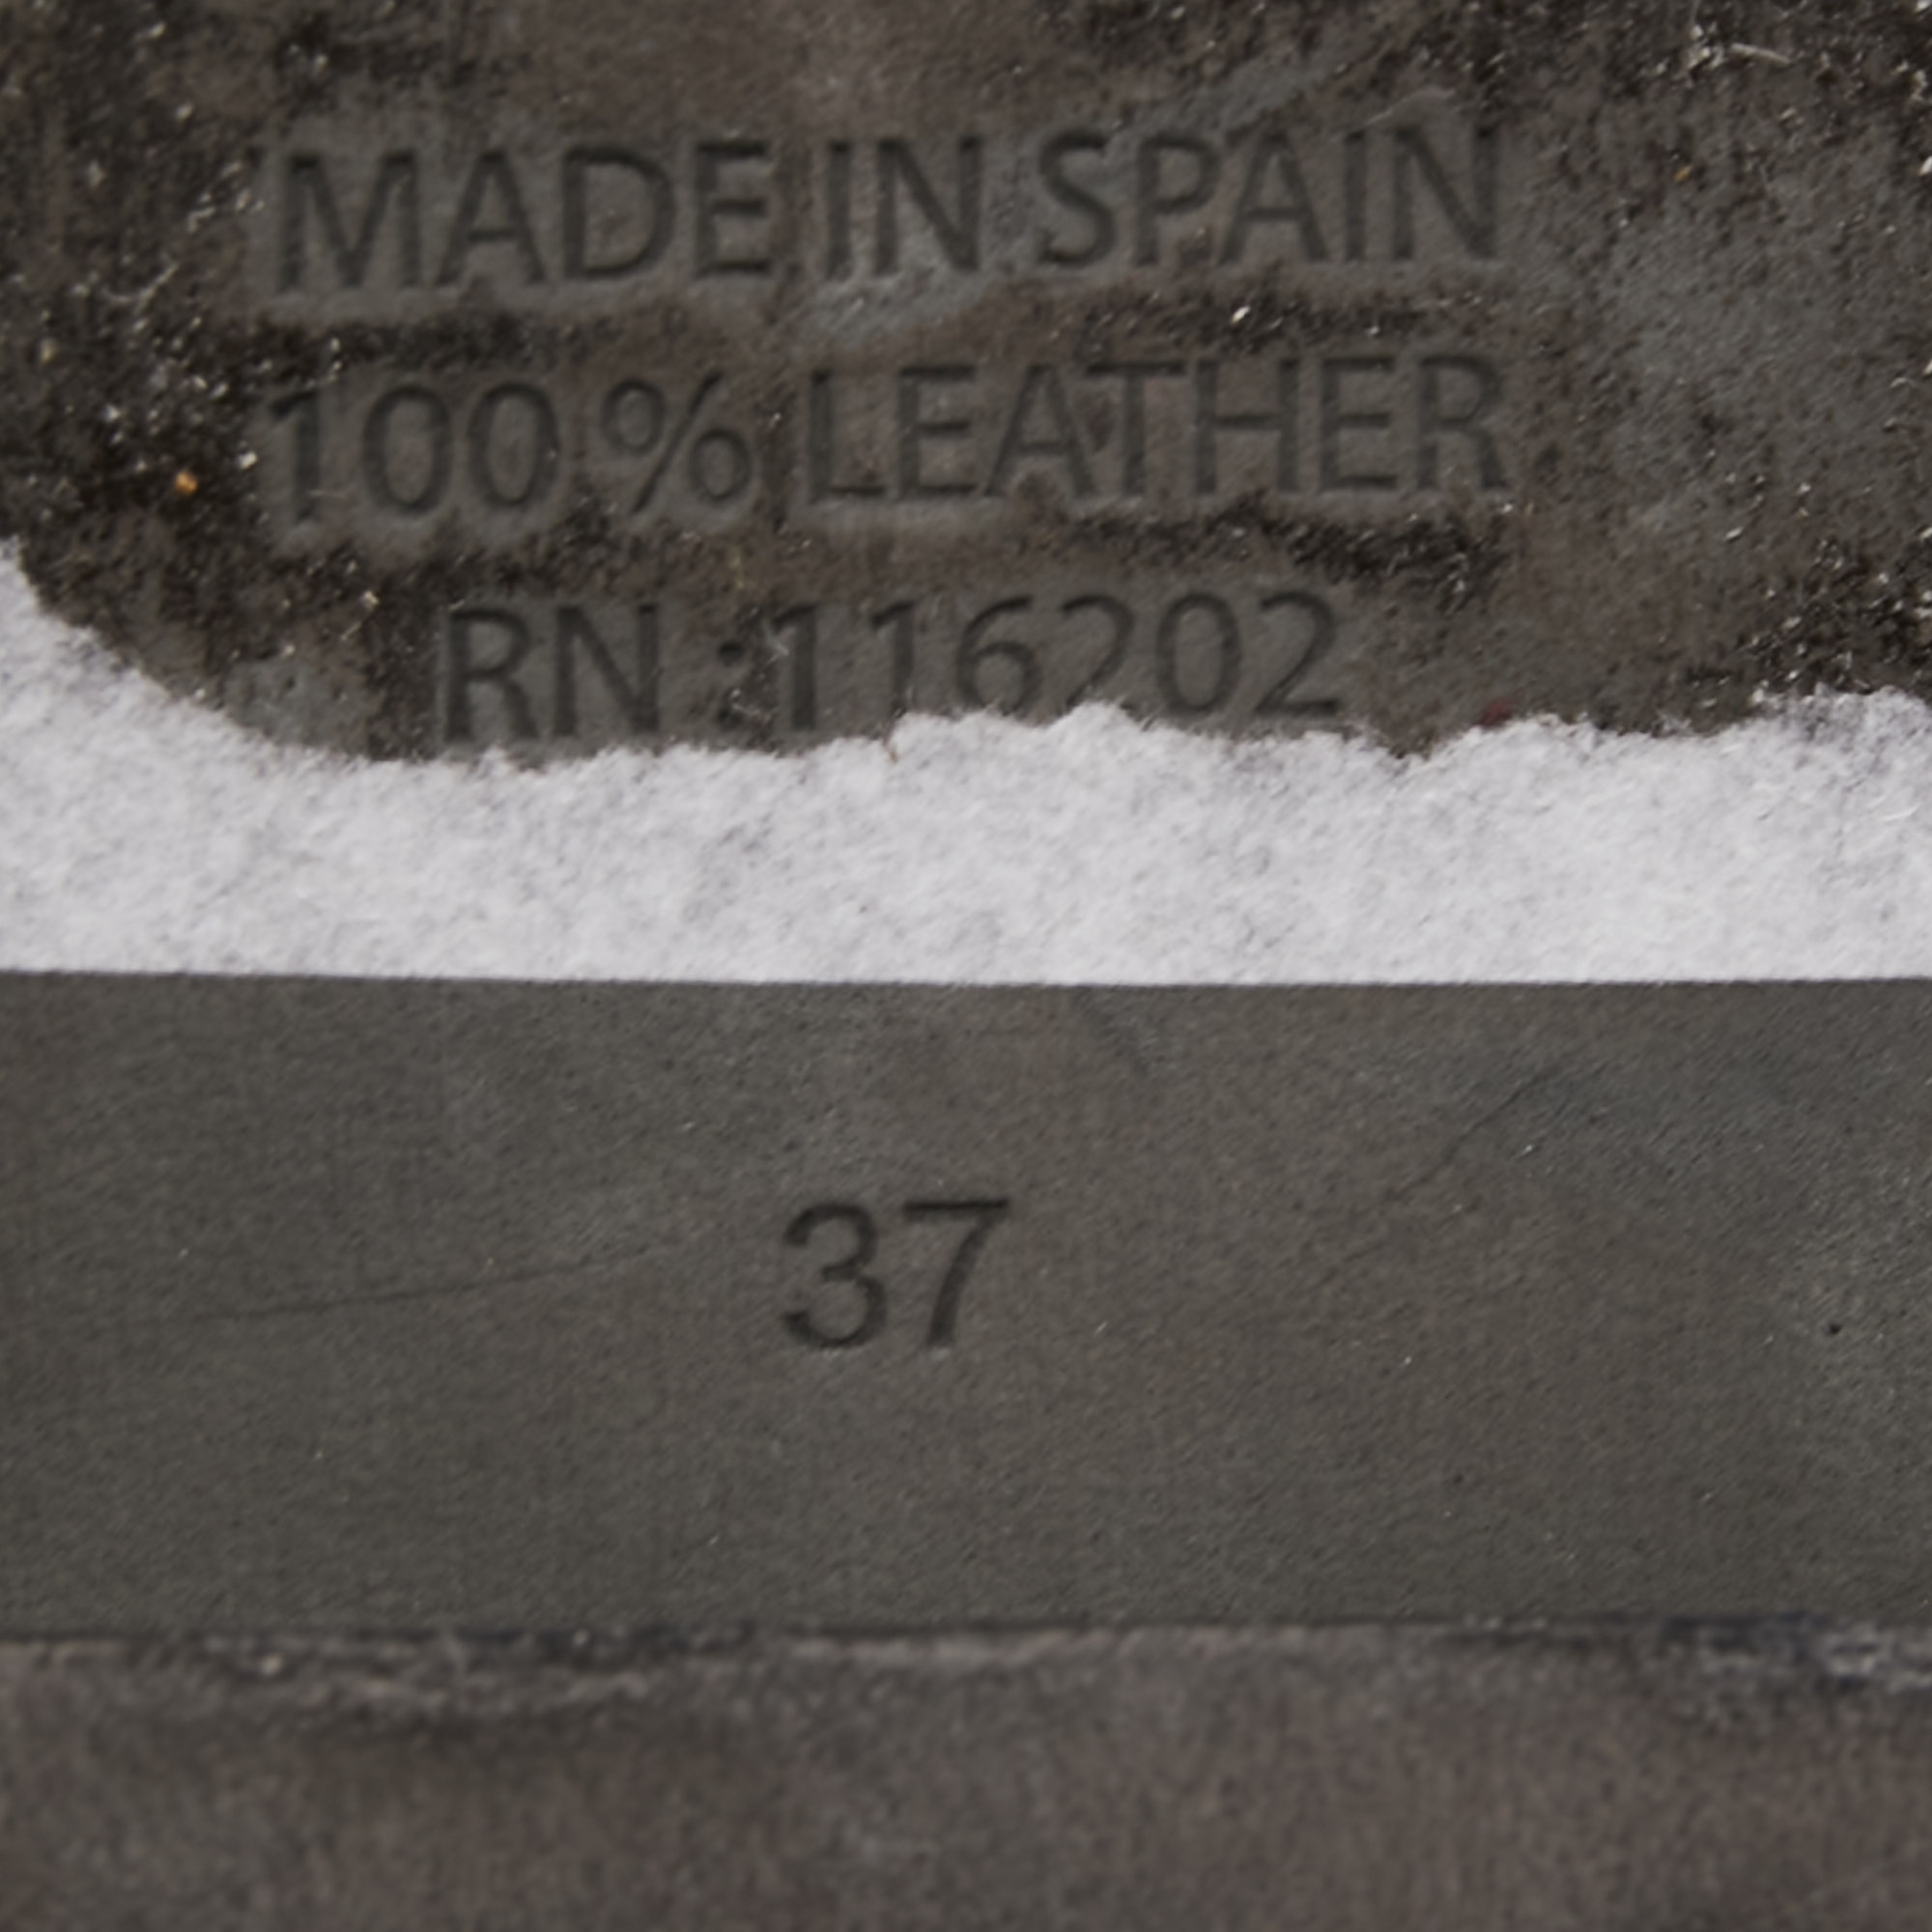 MADE IN SPAIN
100% LEATHER
RN :116202
37